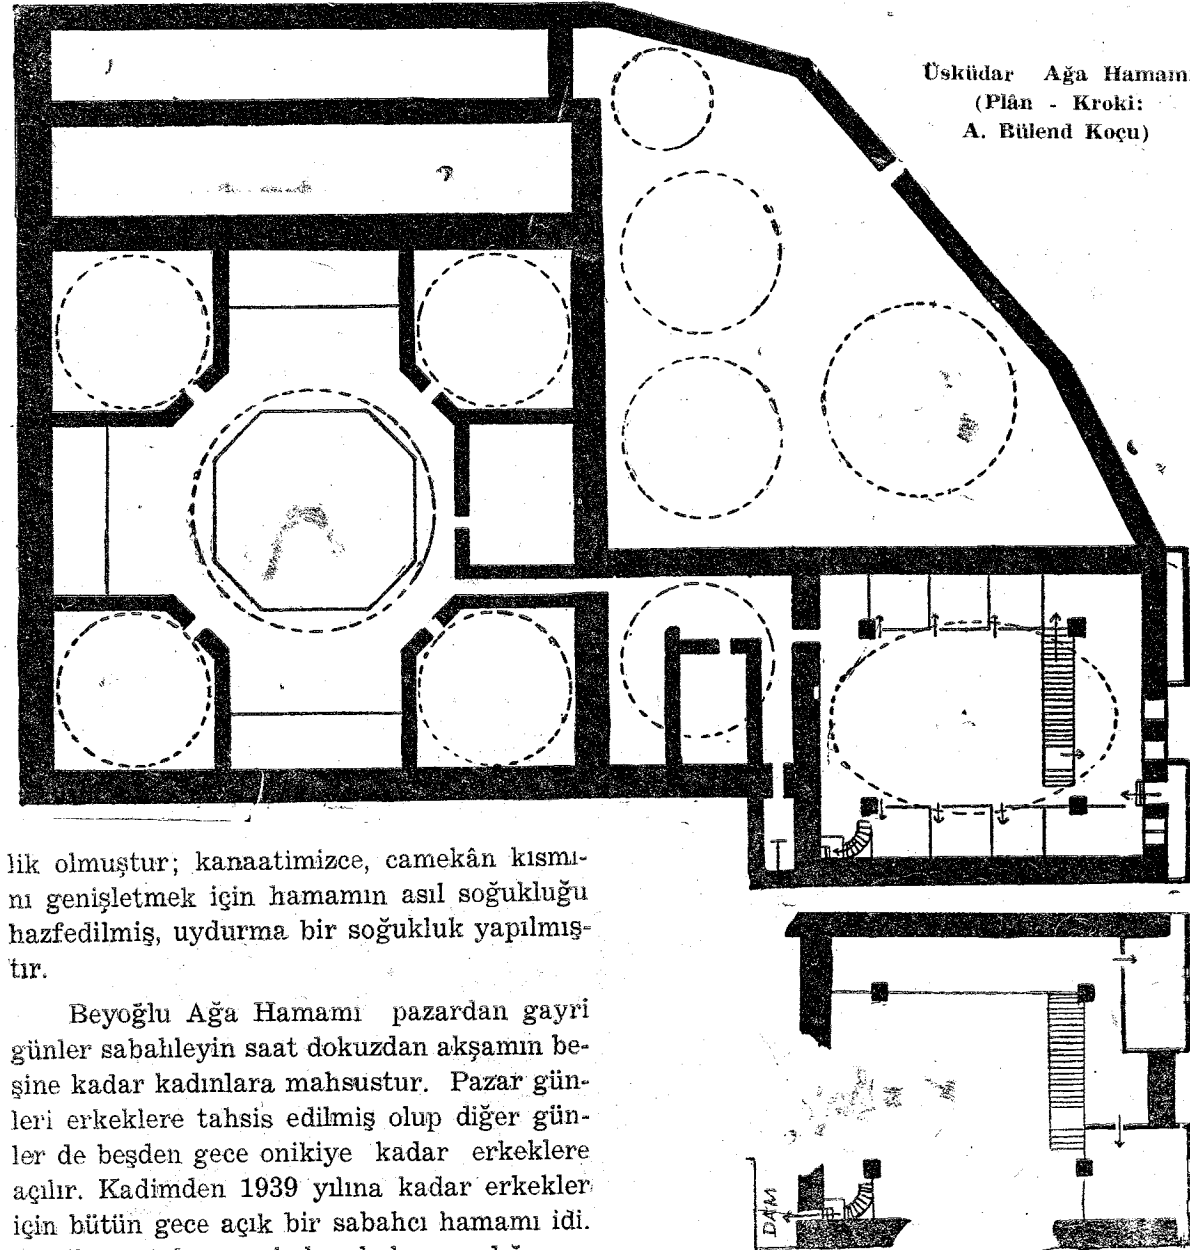 Üsküdar Ağa Hamamı
(Plân - Kroki:
A. Bülend Koçu)
lik olmuştur; kanaatimizce, camekân kısmı-
nı genişletmek için hamamın asıl soğukluğu
hazfedilmiş, uydurma bir soğukluk yapılmış-
tır.
Beyoğlu Ağa Hamamı pazardan gayri
günler sabahleyin saat dokuzdan akşamın be-
şine kadar kadınlara mahsustur. Pazar gün-
leri erkeklere tahsis edilmiş olup diğer gün-
ler de beşden gece onikiye kadar erkeklere
açılır. Kadimden 1939 yılına kadar erkekler
için bütün gece açık bir sabahcı hamamı idi.
DAM